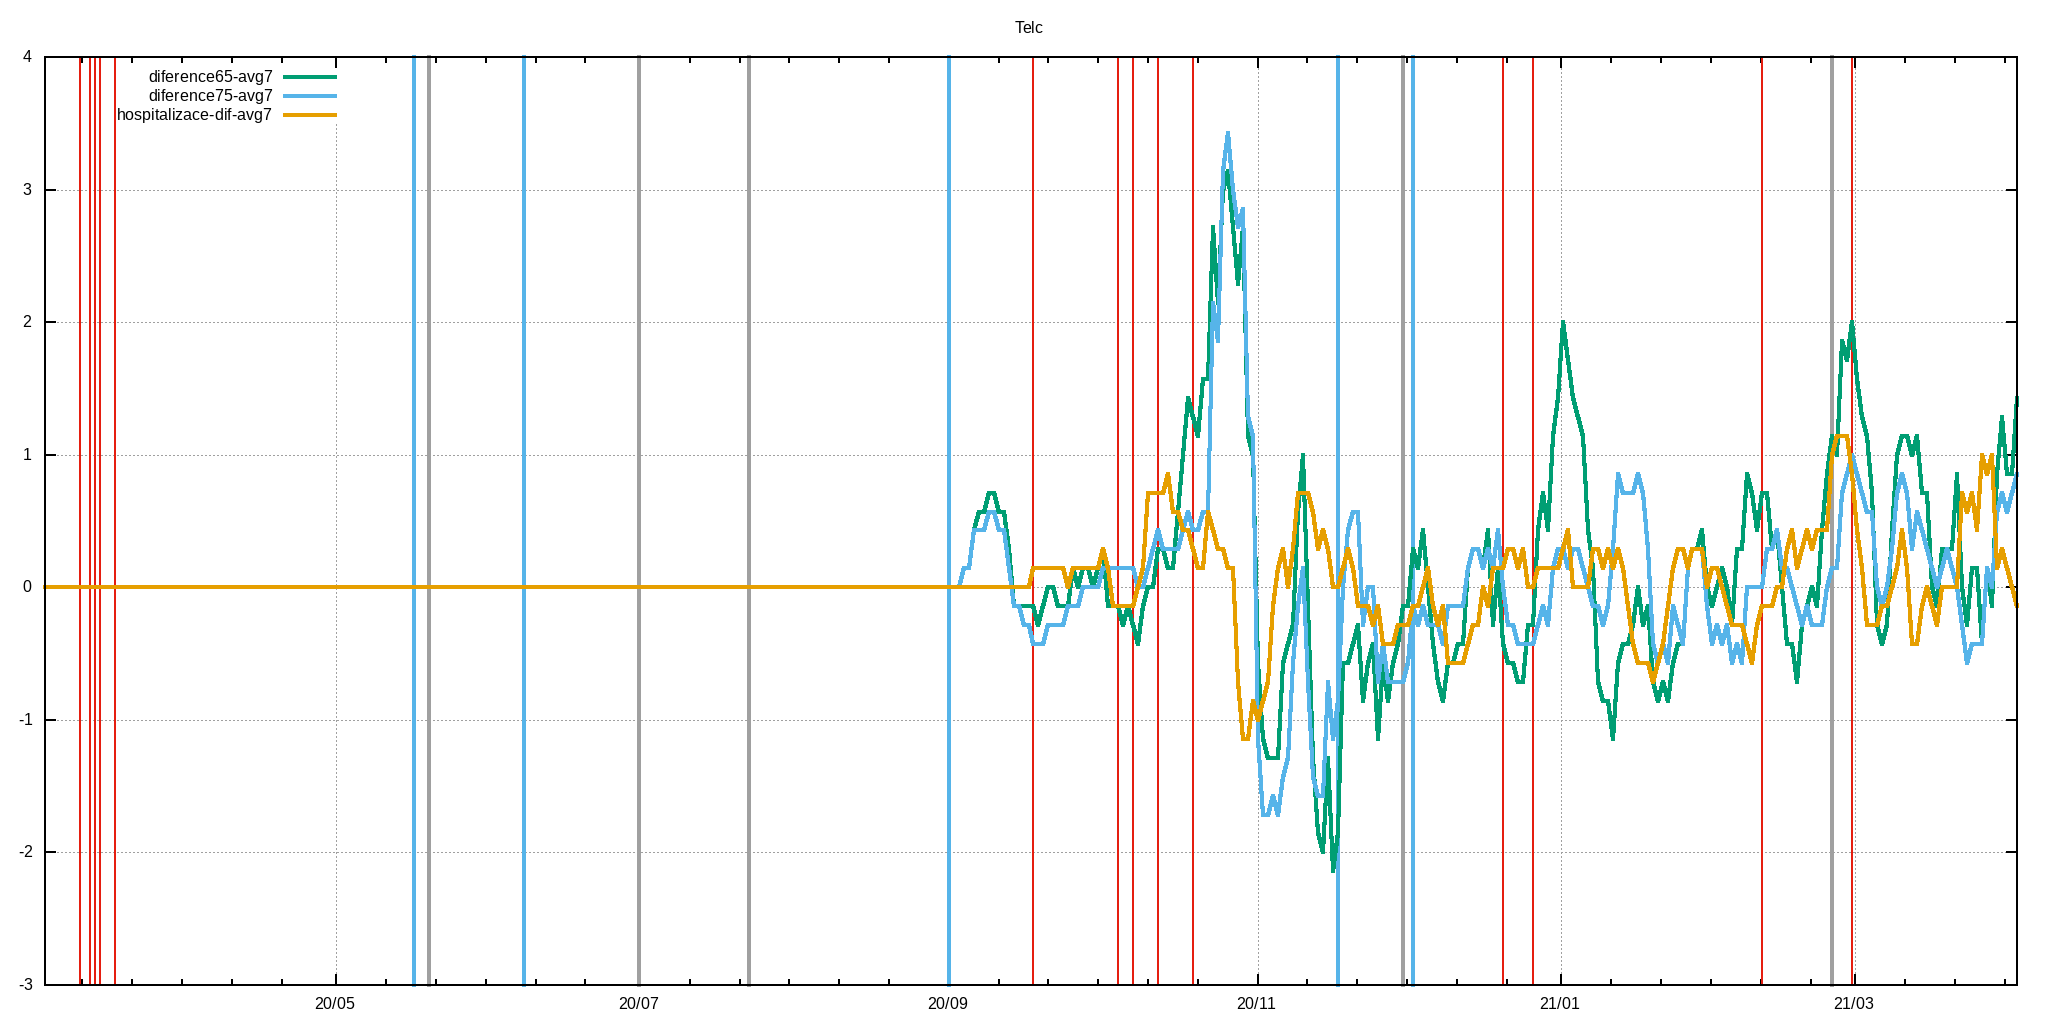 Telc
4
diference65-avg7
diference75-avg7
hospitalizace-dif-avg7
3
2
1
0
-1
-2
-3
20/05 20/07 20/09 20/11 21/01 21/03